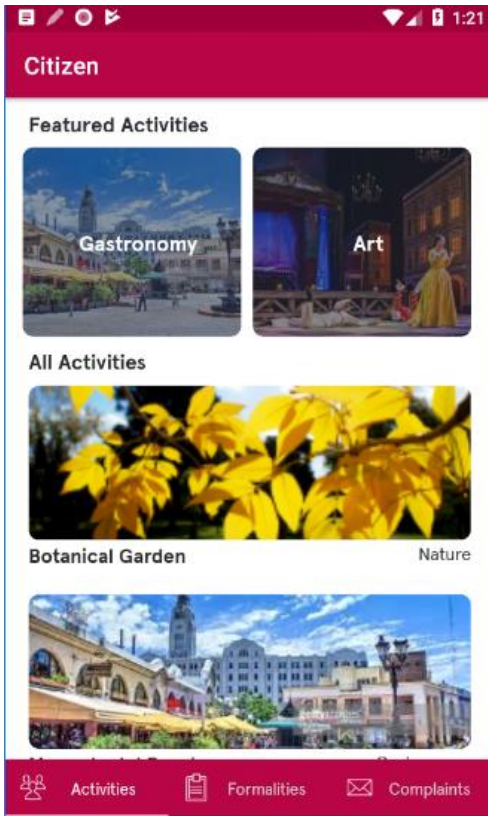 1:21
Citizen
Featured Activities
Gastronomy
Art
All Activities
Botanical Garden
Nature
Activities
Formalities
Complaints